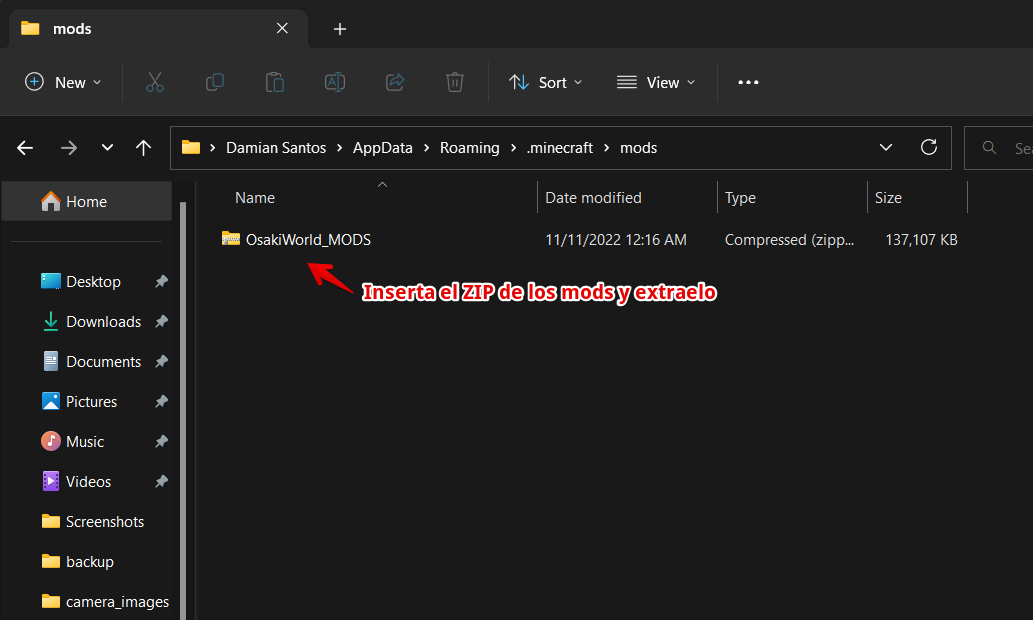 mods
New
Sort
View
Damian Santos
AppData
Roaming
.minecraft
mods
Home
Name
Date modified
Type
Size
OsakiWorld_MODS
11/11/2022 12:16 AM
Compressed (zipp...
137,107 KB
Inserta el ZIP de los mods y extraelo
Desktop
Downloads
Documents
Pictures
Music
Videos
Screenshots
backup
camera_images